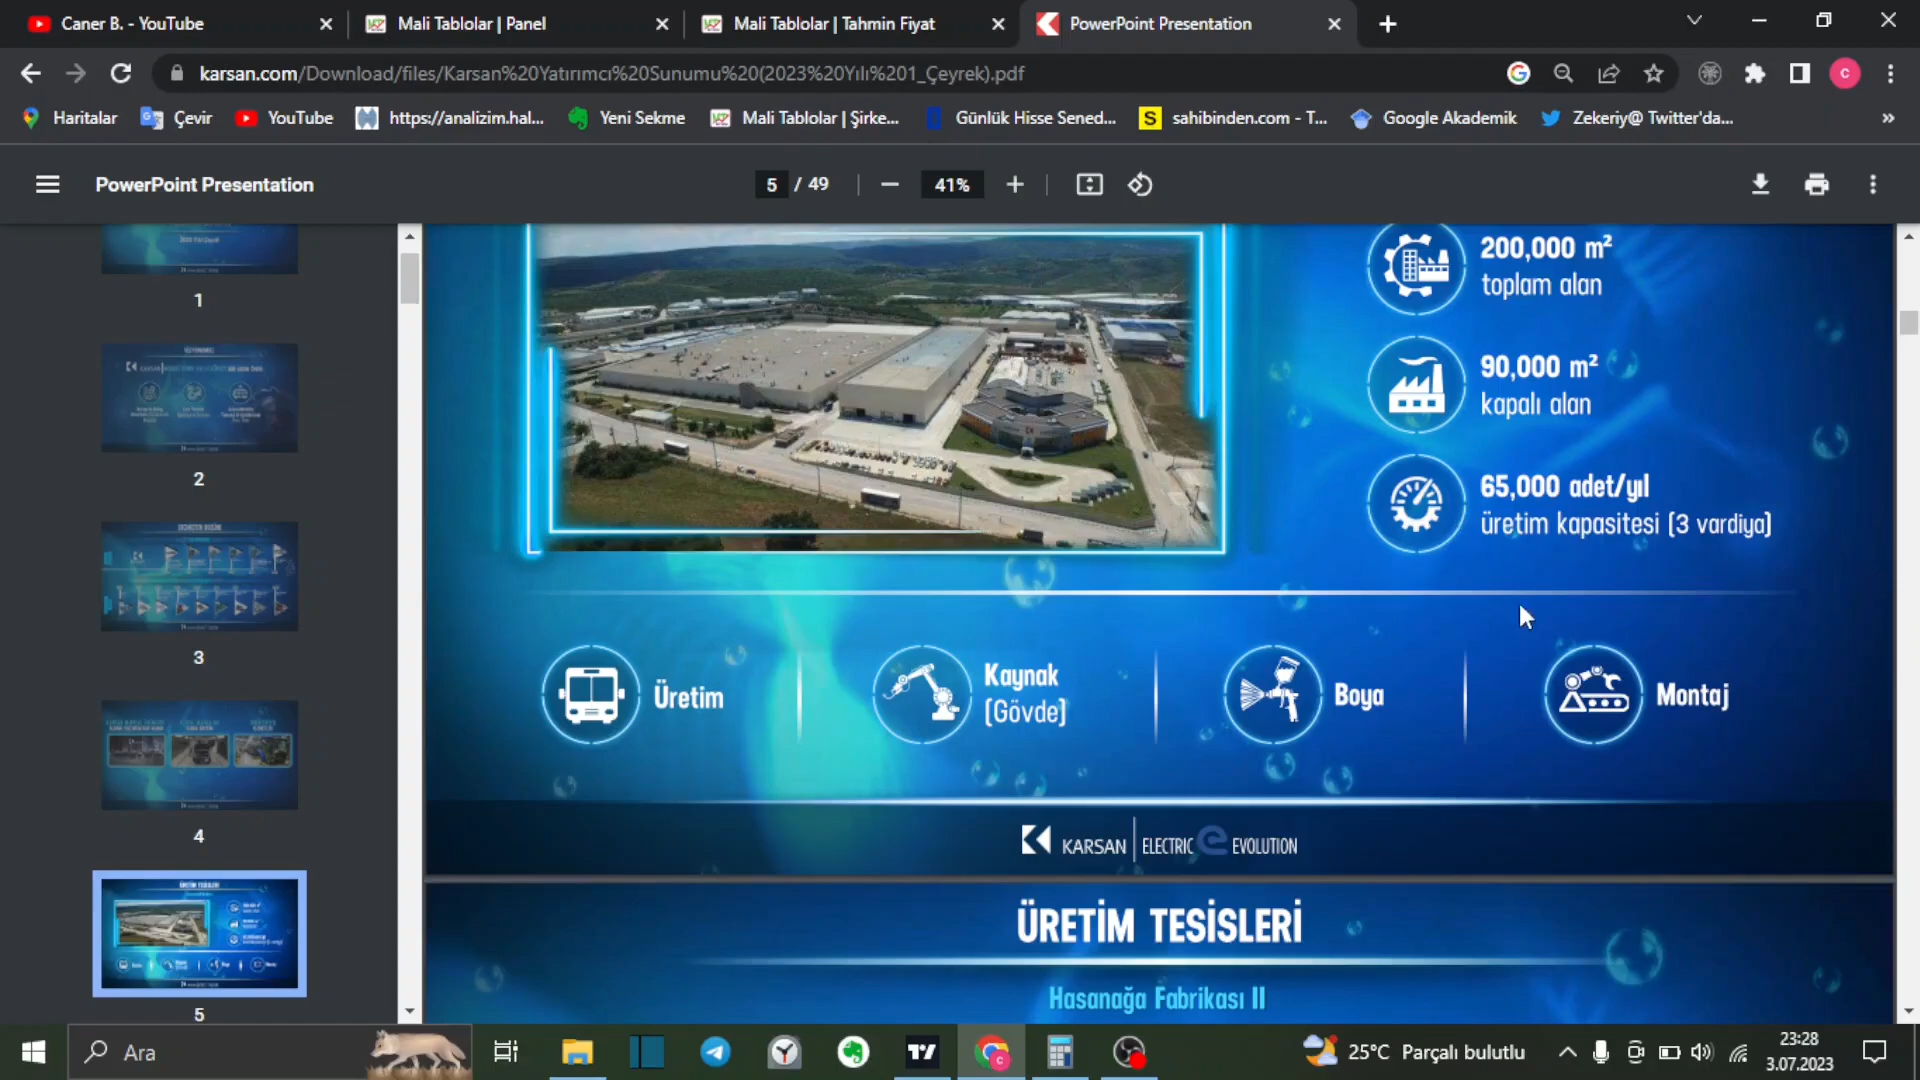 Caner B. - YouTube
Mali Tablolar | Panel
Mali Tablolar | Tahmin Fiyat
PowerPoint Presentation
karsan.com/Download/files/Karsan%20Yatırımcı%20Sunumu%20(2023%20Yılı%201_Çeyrek).pdf
C
Haritalar
Çevir
YouTube
https://analizim.hal...
Yeni Sekme
Mali Tablolar | Şirke...
Günlük Hisse Sened...
S
sahibinden.com - T...
Google Akademik
Zekeriy@ Twitter'da...
»
PowerPoint Presentation
5 / 49
41%
1
2
3
4
ÜRETİM TESİSLERİ
5
200,000 m²
toplam alan
90,000 m²
kapalı alan
65,000 adet/yıl
üretim kapasitesi (3 vardiya)
Üretim
Kaynak
(Gövde)
Boya
Montaj
KARSAN | ELECTRIC e EVOLUTION
ÜRETİM TESİSLERİ
Hasanağa Fabrikası II
Ara
25°C Parçalı bulutlu
23:28
3.07.2023